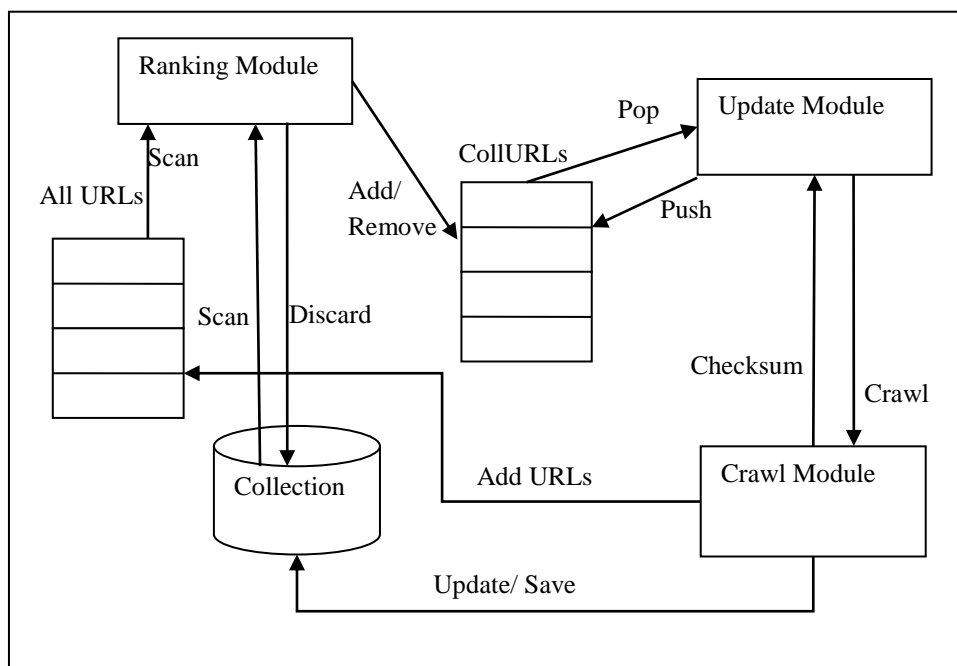 Ranking Module
Update Module
Pop
CollURLs
Scan
All URLs
Add/
Remove
Push
Scan
Discard
Checksum
Crawl
Collection
Add URLs
Crawl Module
Update/ Save